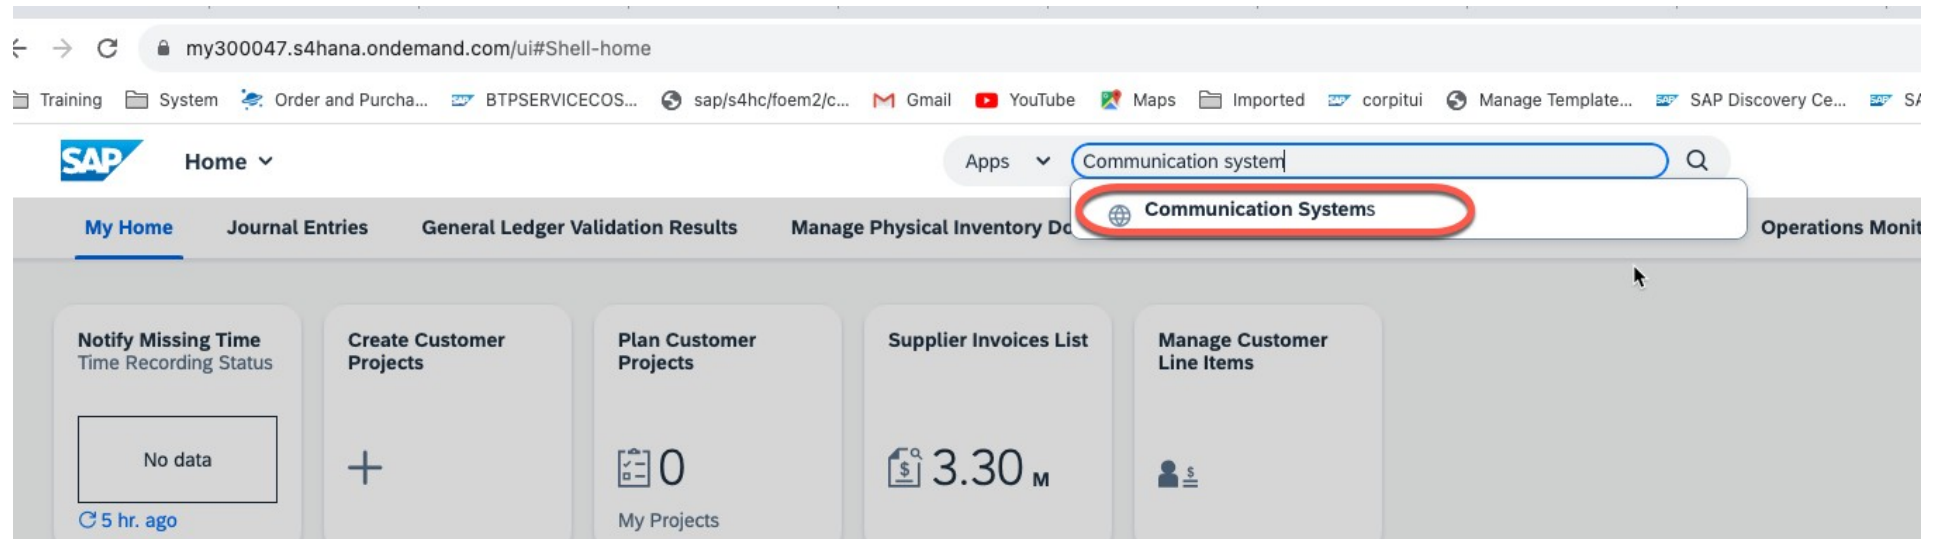 my300047.s4hana.ondemand.com/ui#Shell-home
Training System Order and Purcha... BTPSERVICECOS... sap/s4hc/foem2/c... Gmail YouTube Maps Imported corpitui Manage Template... SAP Discovery Ce... SA
SAP Home Apps Communication system
Communication Systems
My Home Journal Entries General Ledger Validation Results Manage Physical Inventory Do Operations Monit
Notify Missing Time
Time Recording Status
No data
5 hr. ago
Create Customer
Projects
Plan Customer
Projects
0
My Projects
Supplier Invoices List
3.30 M
Manage Customer
Line Items